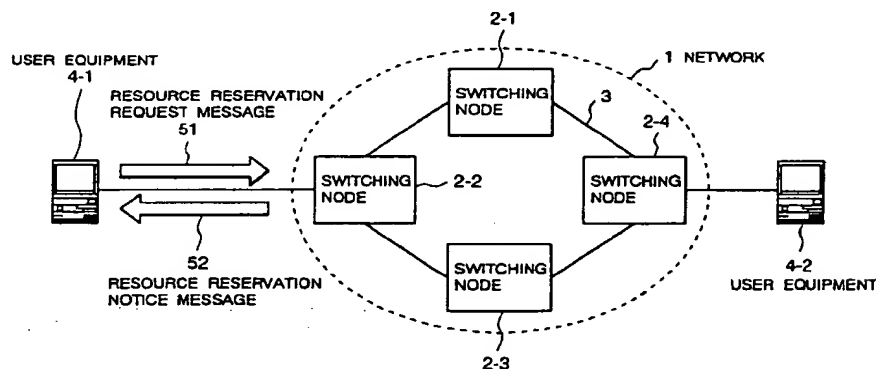 2-1
USER EQUIPMENT
4-1
1 NETWORK
RESOURCE RESERVATION
REQUEST MESSAGE
51
SWITCHING
NODE
3
2-4
SWITCHING
NODE
2-2
SWITCHING
NODE
52
RESOURCE RESERVATION
NOTICE MESSAGE
SWITCHING
NODE
4-2
USER EQUIPMENT
2-3